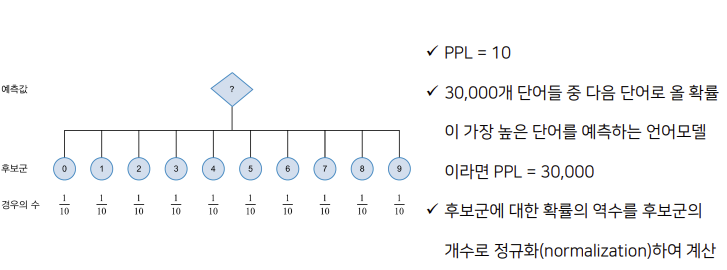 예측값
?
후보군
0 1 2 3 4 5 6 7 8 9
경우의 수
1/10 1/10 1/10 1/10 1/10 1/10 1/10 1/10 1/10 1/10
✓ PPL = 10
✓ 30,000개 단어들 중 다음 단어로 올 확률
이 가장 높은 단어를 예측하는 언어모델
이라면 PPL = 30,000
✓ 후보군에 대한 확률의 역수를 후보군의
개수로 정규화(normalization)하여 계산